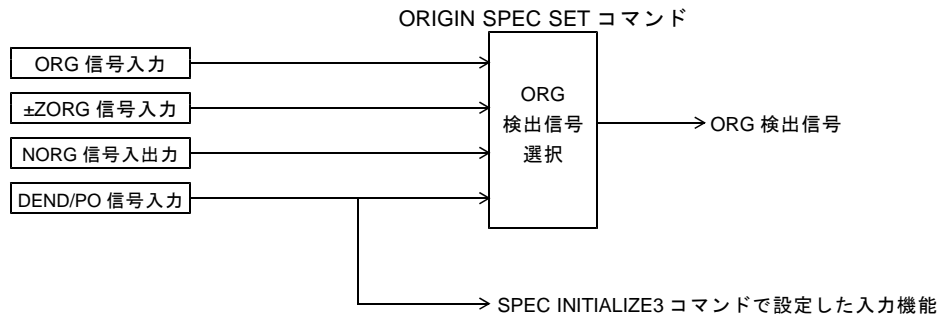 ORIGIN SPEC SET コマンド
ORG 信号入力
±ZORG 信号入力
NORG 信号入出力
DEND/PO 信号入力
ORG
検出信号
選択
ORG 検出信号
SPEC INITIALIZE3 コマンドで設定した入力機能